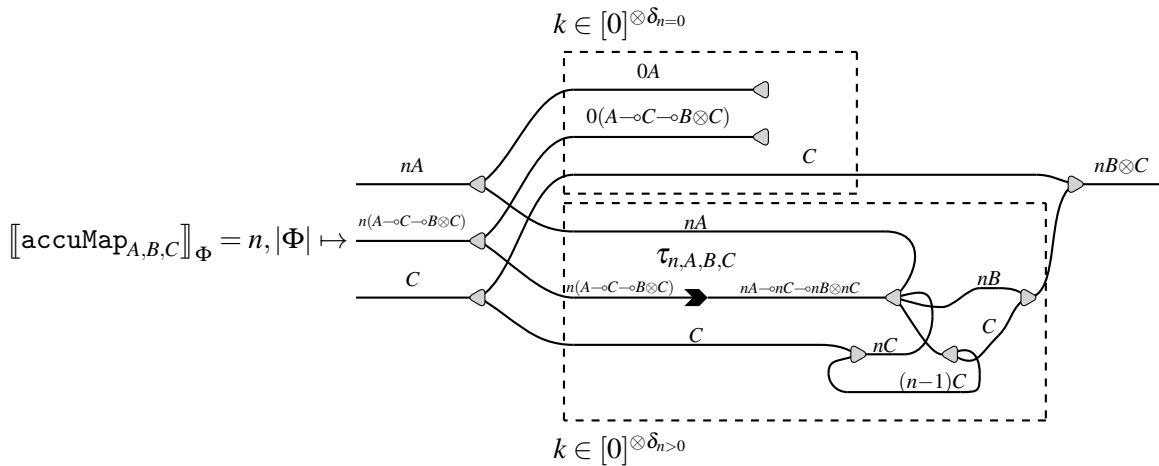 k ∈ [0]^{⊗δ_{n=0}}
0A
0(A⊸C⊸B⊗C)
C
nA
nB⊗C
n(A⊸C⊸B⊗C)
nA
⟦accuMap_{A,B,C}⟧_Φ = n, |Φ| ↦
τ_{n,A,B,C}
C
n(A⊸C⊸B⊗C)
nA⊸nC⊸nB⊗nC
nB
C
C
nC
(n−1)C
k ∈ [0]^{⊗δ_{n>0}}